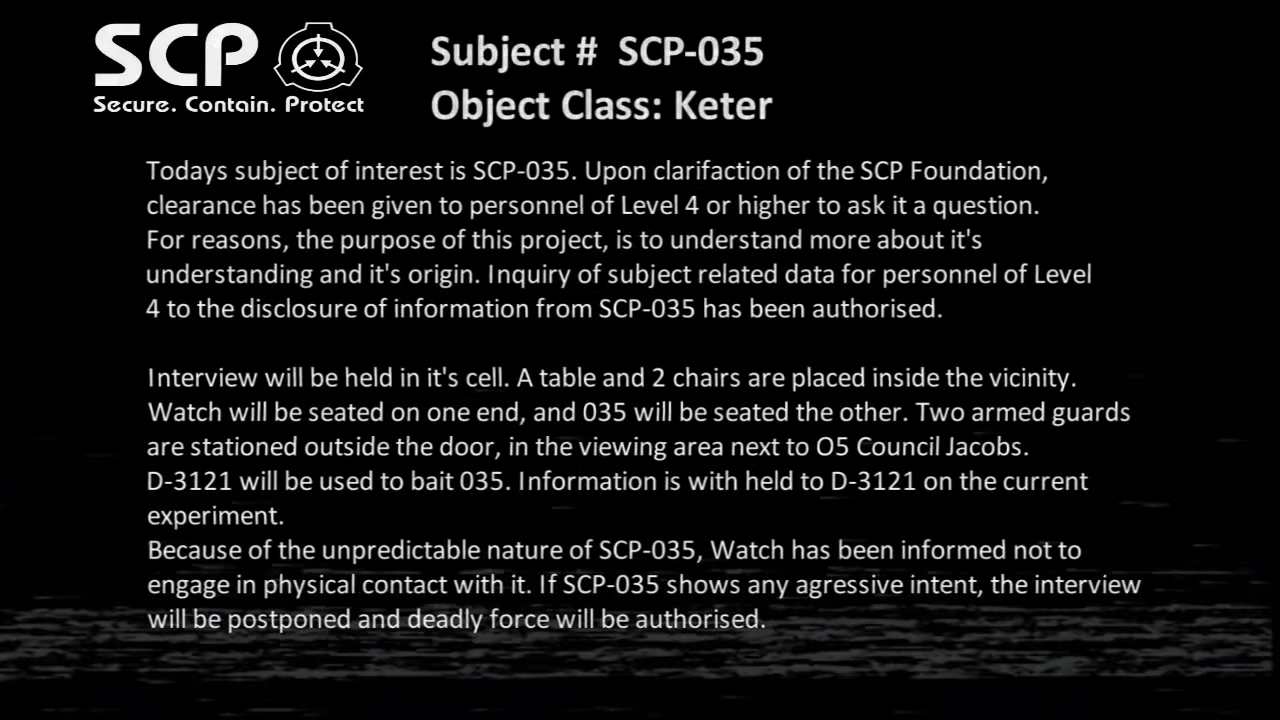 SCP
Secure. Contain. Protect
Subject # SCP-035
Object Class: Keter
Todays subject of interest is SCP-035. Upon clarifaction of the SCP Foundation,
clearance has been given to personnel of Level 4 or higher to ask it a question.
For reasons, the purpose of this project, is to understand more about it's
understanding and it's origin. Inquiry of subject related data for personnel of Level
4 to the disclosure of information from SCP-035 has been authorised.
Interview will be held in it's cell. A table and 2 chairs are placed inside the vicinity.
Watch will be seated on one end, and 035 will be seated the other. Two armed guards
are stationed outside the door, in the viewing area next to O5 Council Jacobs.
D-3121 will be used to bait 035. Information is with held to D-3121 on the current
experiment.
Because of the unpredictable nature of SCP-035, Watch has been informed not to
engage in physical contact with it. If SCP-035 shows any agressive intent, the interview
will be postponed and deadly force will be authorised.